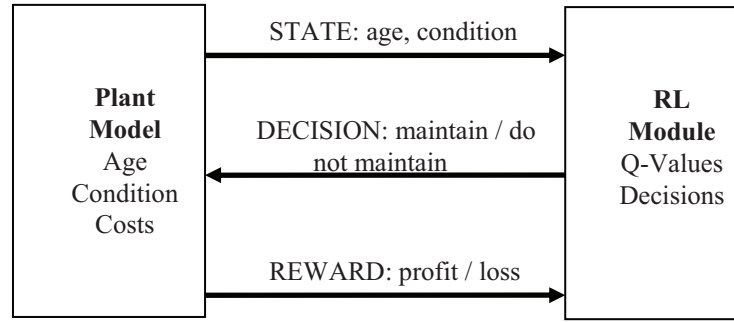 Plant
Model
Age
Condition
Costs
STATE: age, condition
DECISION: maintain / do
not maintain
REWARD: profit / loss
RL
Module
Q-Values
Decisions